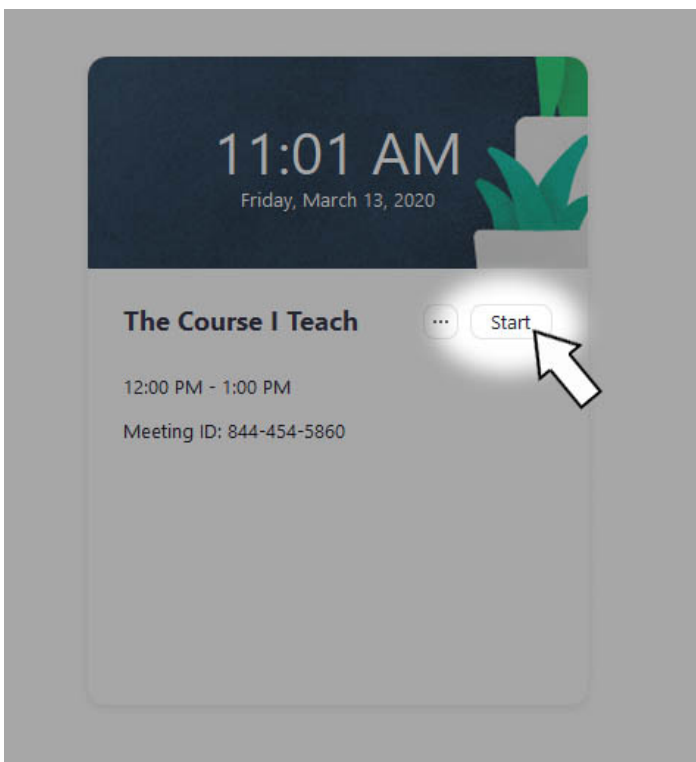 11:01 AM
Friday, March 13, 2020
The Course I Teach ... Start
12:00 PM - 1:00 PM
Meeting ID: 844-454-5860